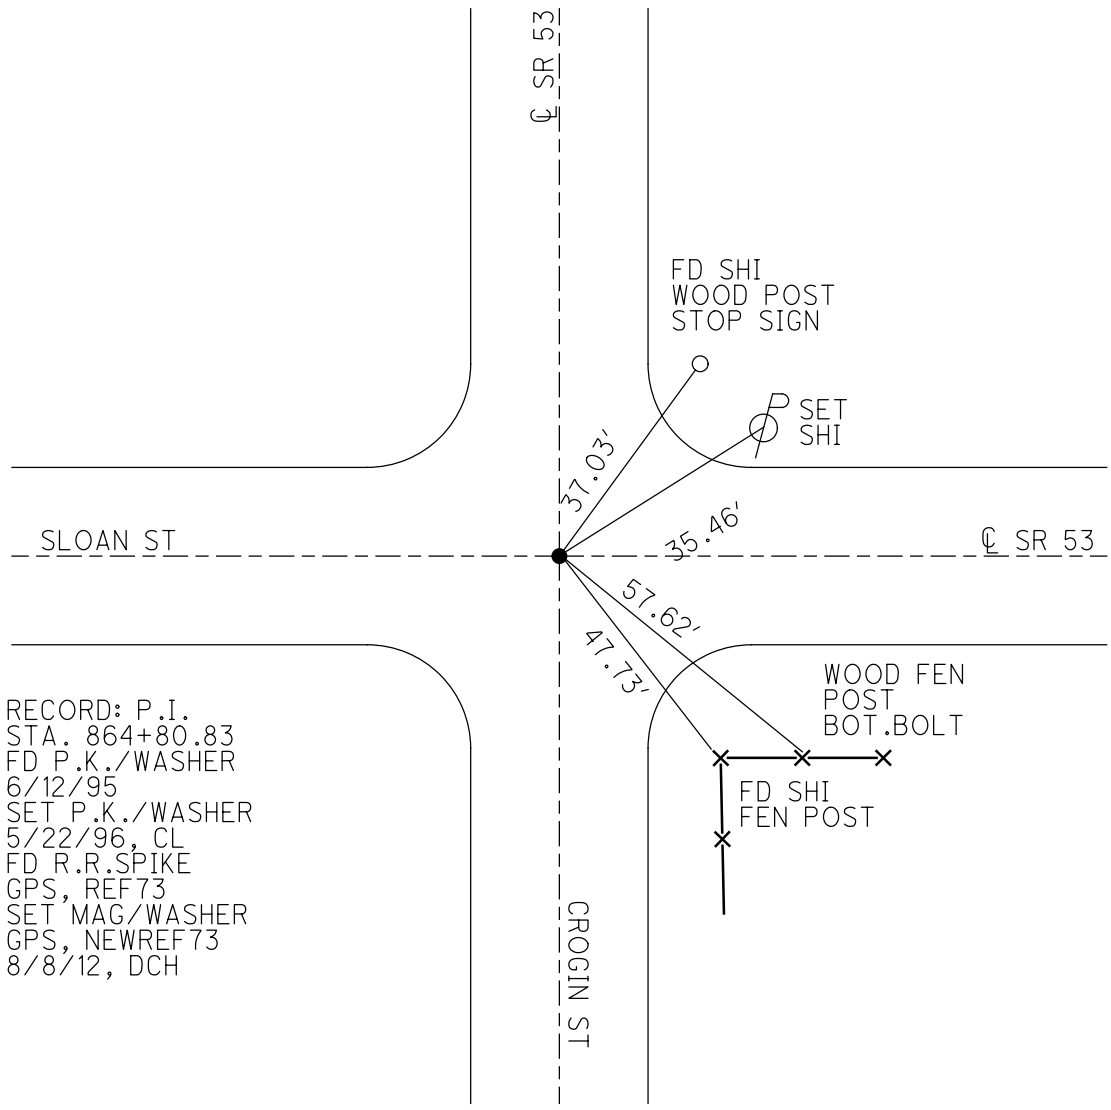 ℄ SR 53
FD SHI
WOOD POST
STOP SIGN
P
SET
SHI
37.03'
35.46'
SLOAN ST
℄ SR 53
57.62'
47.73'
WOOD FEN
POST
BOT.BOLT
RECORD: P.I.
STA. 864+80.83
FD P.K./WASHER
6/12/95
SET P.K./WASHER
5/22/96, CL
FD R.R.SPIKE
GPS, REF73
SET MAG/WASHER
GPS, NEWREF73
8/8/12, DCH
FD SHI
FEN POST
CROGIN ST